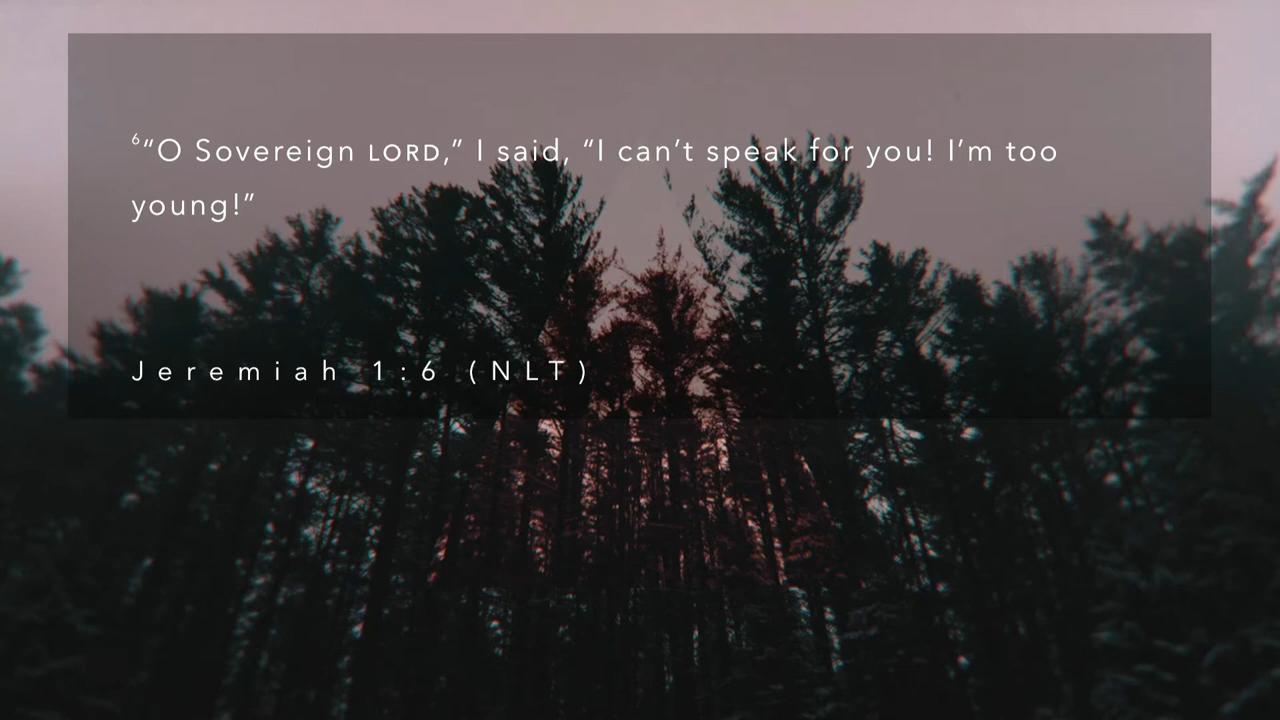 ⁶“O Sovereign LORD,” I said, “I can’t speak for you! I’m too
young!”
Jeremiah 1:6 (NLT)